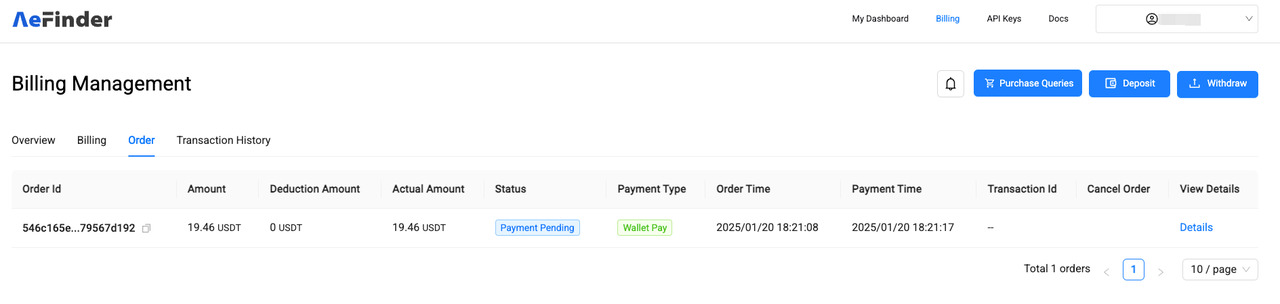 AeFinder My Dashboard Billing API Keys Docs
Billing Management Purchase Queries Deposit Withdraw
Overview Billing Order Transaction History
Order Id Amount Deduction Amount Actual Amount Status Payment Type Order Time Payment Time Transaction Id Cancel Order View Details
546c165e...79567d192 19.46 USDT 0 USDT 19.46 USDT Payment Pending Wallet Pay 2025/01/20 18:21:08 2025/01/20 18:21:17 -- Details
Total 1 orders 1 10 / page